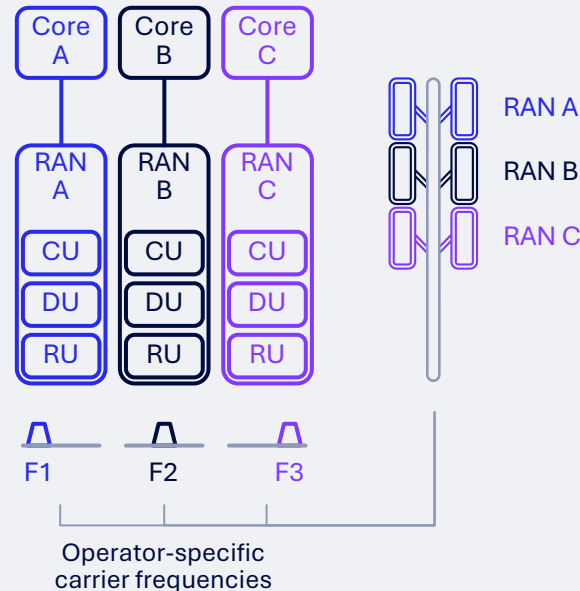 Core
A
Core
B
Core
C
RAN
A
RAN
B
RAN
C
CU
CU
CU
DU
DU
DU
RU
RU
RU
RAN A
RAN B
RAN C
F1
F2
F3
Operator-specific
carrier frequencies